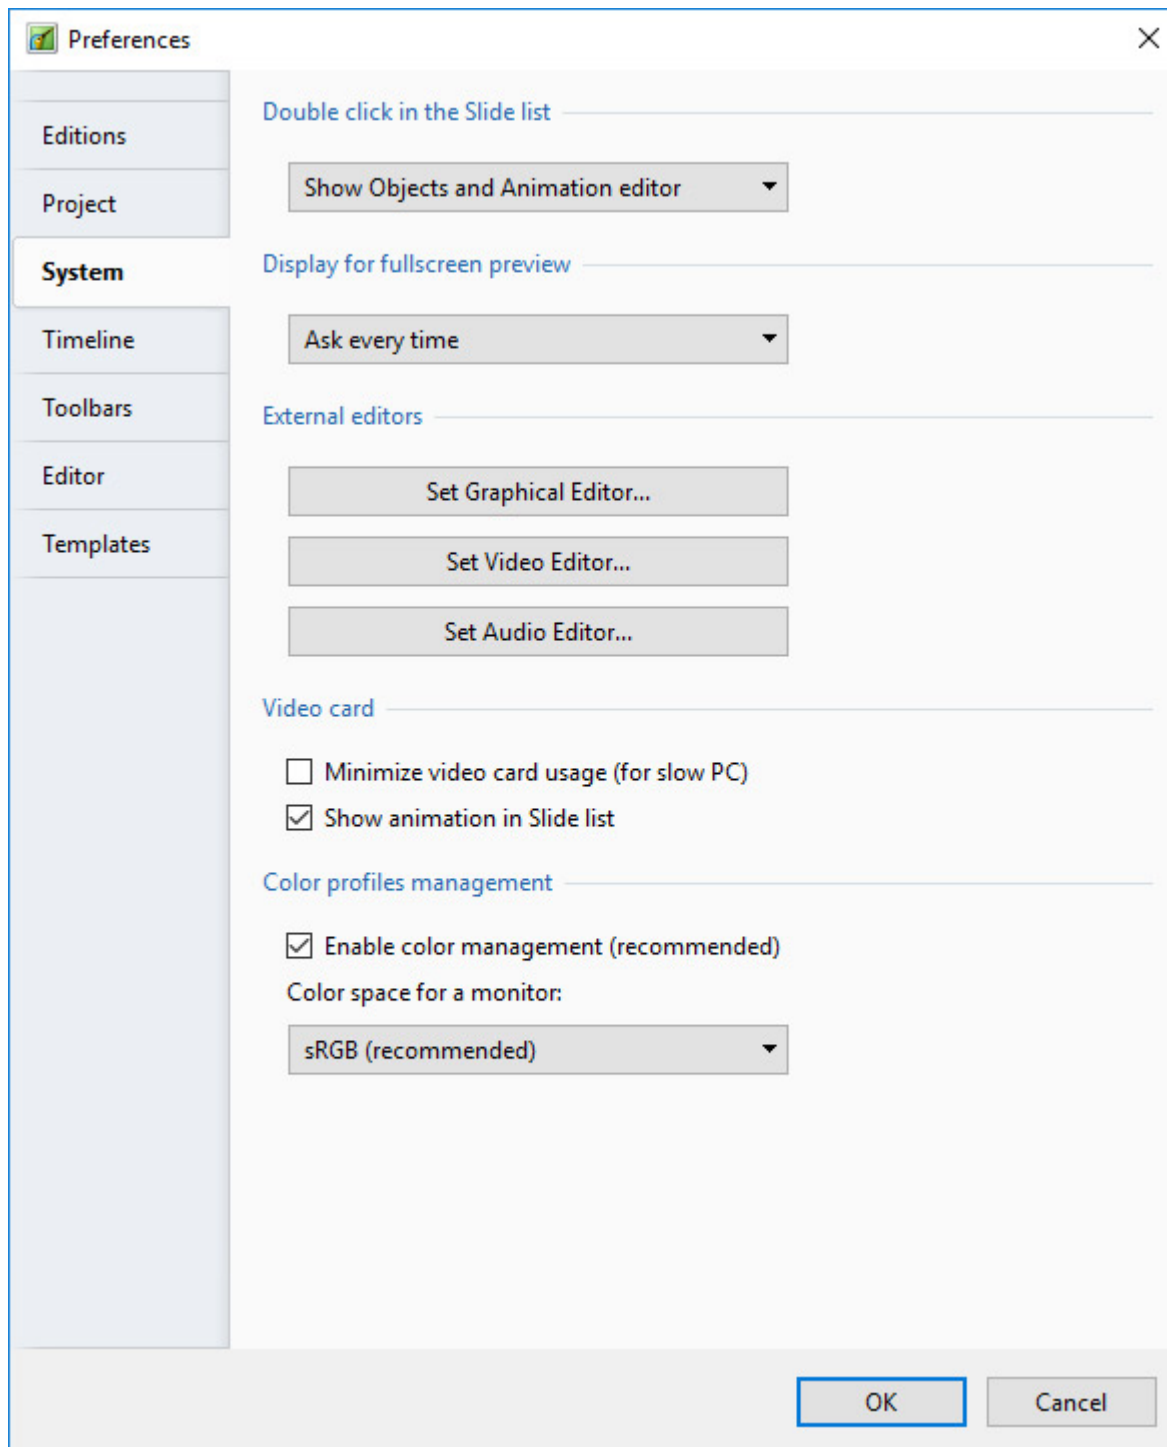 Preferences
Editions
Project
System
Timeline
Toolbars
Editor
Templates
Double click in the Slide list
Show Objects and Animation editor
Display for fullscreen preview
Ask every time
External editors
Set Graphical Editor...
Set Video Editor...
Set Audio Editor...
Video card
Minimize video card usage (for slow PC)
Show animation in Slide list
Color profiles management
Enable color management (recommended)
Color space for a monitor:
sRGB (recommended)
OK
Cancel